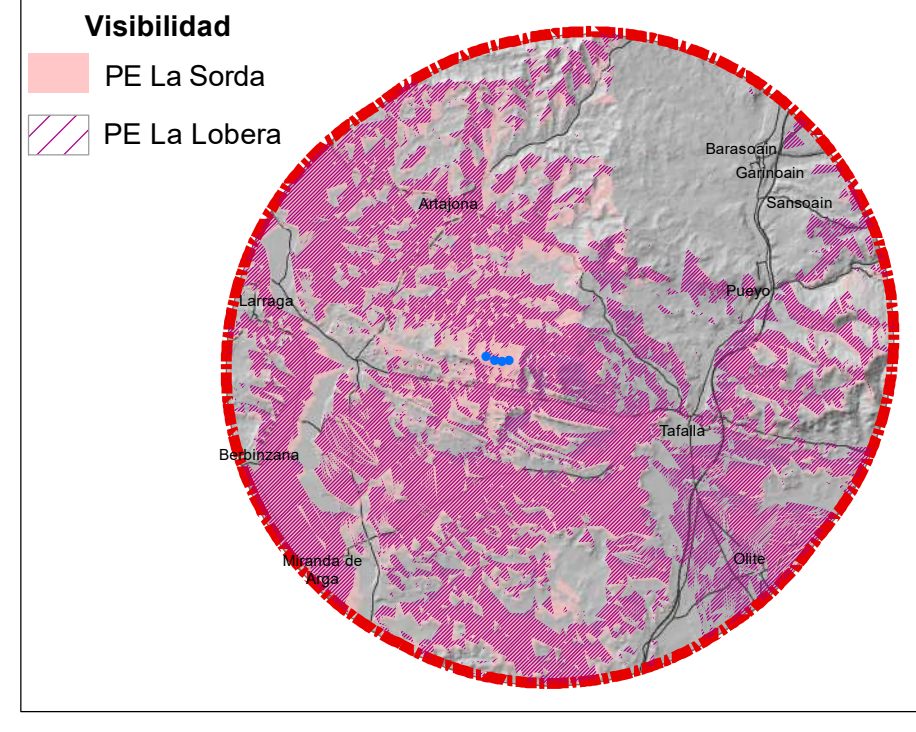 Visibilidad
PE La Sorda
PE La Lobera
Barasoain
Garinoain
Artajona
Sansoain
Pueyo
Larraga
Tafalla
Berbinzana
Olite
Miranda de
Arga